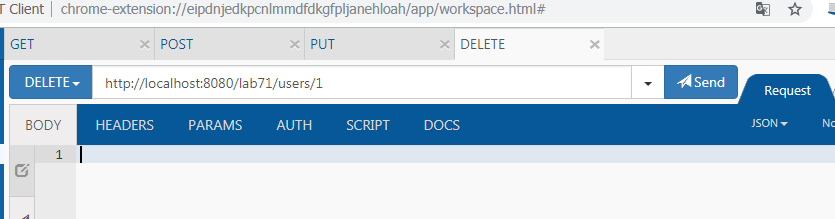 T Client | chrome-extension://eipdnjedkpcnlmmdfdkgfpljanehloah/app/workspace.html#
GET × POST × PUT × DELETE ×
DELETE http://localhost:8080/lab71/users/1 Send
Request
BODY HEADERS PARAMS AUTH SCRIPT DOCS JSON No
1